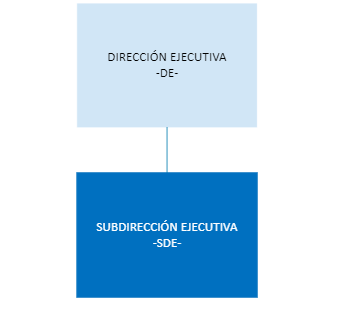 DIRECCIÓN EJECUTIVA
-DE-
SUBDIRECCIÓN EJECUTIVA
-SDE-